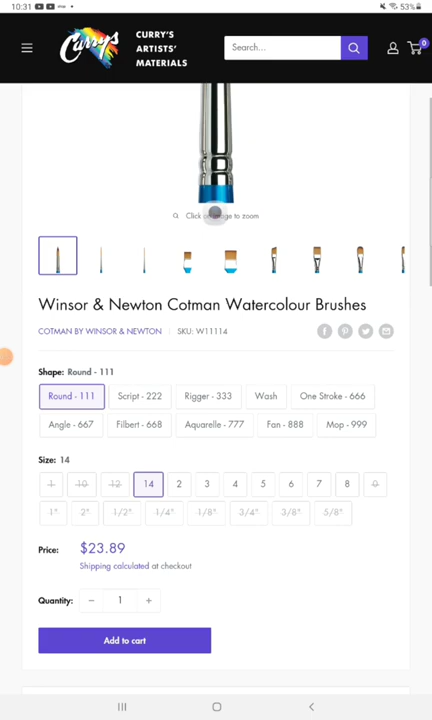 10:31
53%
Currys
CURRY'S
ARTISTS'
MATERIALS
Search...
0
Click on image to zoom
Winsor & Newton Cotman Watercolour Brushes
COTMAN BY WINSOR & NEWTON
SKU: W11114
Shape: Round - 111
Round - 111 Script - 222 Rigger - 333 Wash One Stroke - 666
Angle - 667 Filbert - 668 Aquarelle - 777 Fan - 888 Mop - 999
Size: 14
1 10 12 14 2 3 4 5 6 7 8 0
1" 2" 1/2" 1/4" 1/8" 3/4" 3/8" 5/8"
Price: $23.89
Shipping calculated at checkout
Quantity: − 1 +
Add to cart